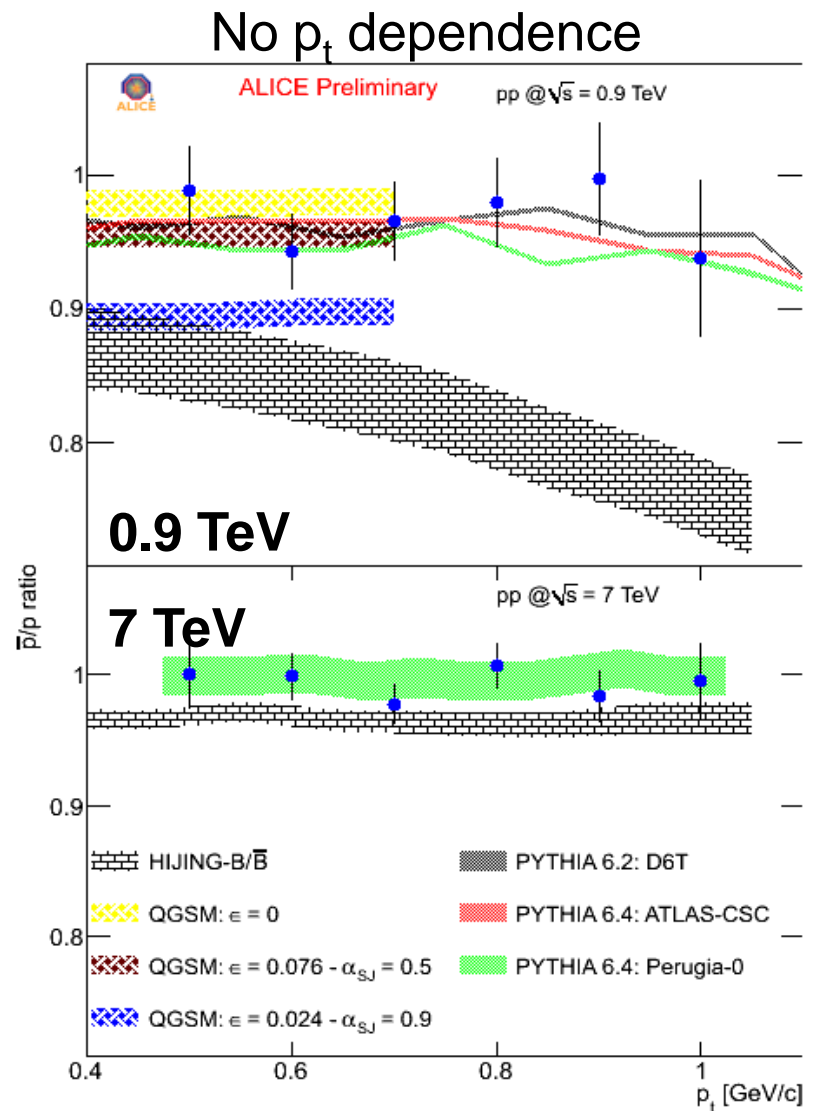 No pₜ dependence
ALICE
ALICE Preliminary
pp @√s = 0.9 TeV
1
0.9
0.8
0.9 TeV
p̅/p ratio
7 TeV
pp @√s = 7 TeV
1
0.9
0.8
HIJING-B/B̅
QGSM: ϵ = 0
QGSM: ϵ = 0.076 - α_SJ = 0.5
QGSM: ϵ = 0.024 - α_SJ = 0.9
PYTHIA 6.2: D6T
PYTHIA 6.4: ATLAS-CSC
PYTHIA 6.4: Perugia-0
0.4 0.6 0.8 1
pₜ [GeV/c]